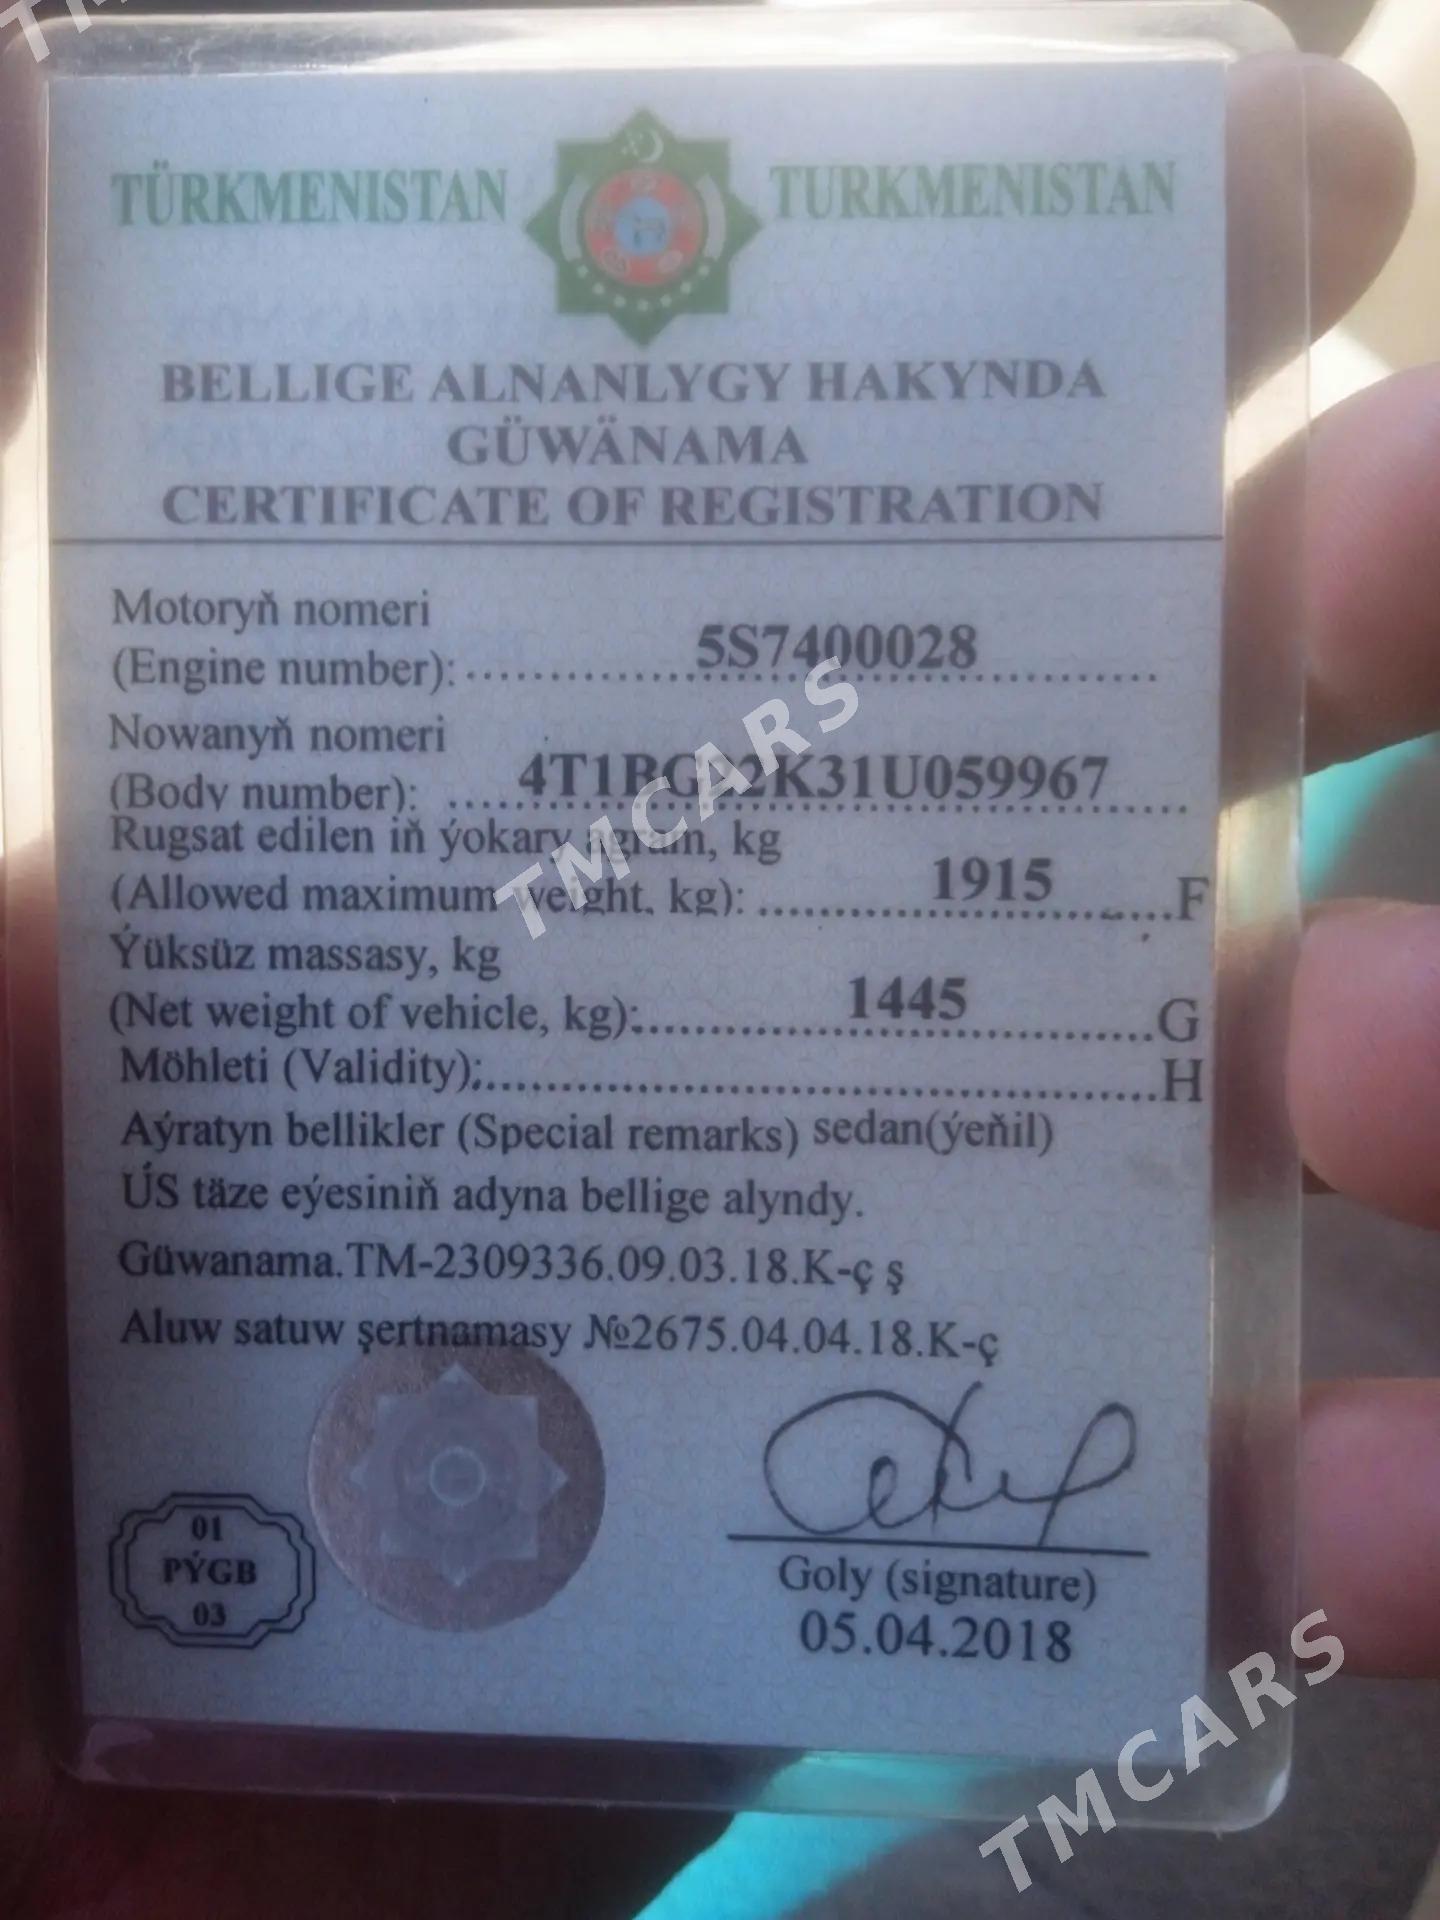 TÜRKMENISTAN TURKMENISTAN
BELLIGE ALNANLYGY HAKYNDA
GÜWÄNAMA
CERTIFICATE OF REGISTRATION
Motoryň nomeri
(Engine number): 5S7400028
Nowanyň nomeri
(Body number): 4T1BG22K31U059967
Rugsat edilen iň ýokary agram, kg
(Allowed maximum weight, kg): 1915 F
Ýüksüz massasy, kg
(Net weight of vehicle, kg): 1445 G
Möhleti (Validity): H
Aýratyn bellikler (Special remarks) sedan(ýeňil)
ÚS täze eýesiniň adyna bellige alyndy.
Güwanama.TM-2309336.09.03.18.K-ç ş
Aluw satuw şertnamasy №2675.04.04.18.K-ç
01
PÝGB
03
Goly (signature)
05.04.2018
TMCARS
TMCARS